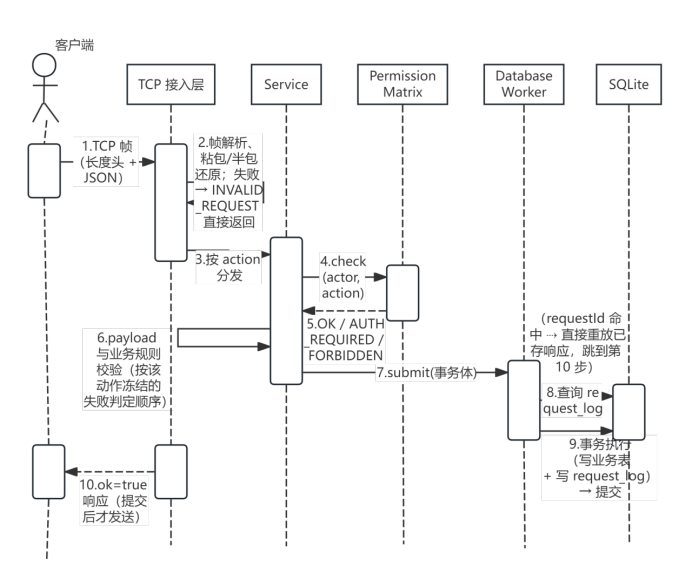 客户端
TCP 接入层
Service
Permission
Matrix
Database
Worker
SQLite
1.TCP 帧
（长度头 +
JSON）
2.帧解析、
粘包/半包
还原；失败
→ INVALID
_REQUEST
直接返回
3.按 action
分发
4.check
(actor,
action)
5.OK / AUTH
_REQUIRED /
FORBIDDEN
6.payload
与业务规则
校验（按该
动作冻结的
失败判定顺序）
7.submit(事务体)
（requestId 命
中 ⇢ 直接重放已
存响应，跳到第
10 步）
8.查询 re
quest_log
9.事务执行
（写业务表
+ 写 request_log）
→ 提交
10.ok=true
响应（提交
后才发送）